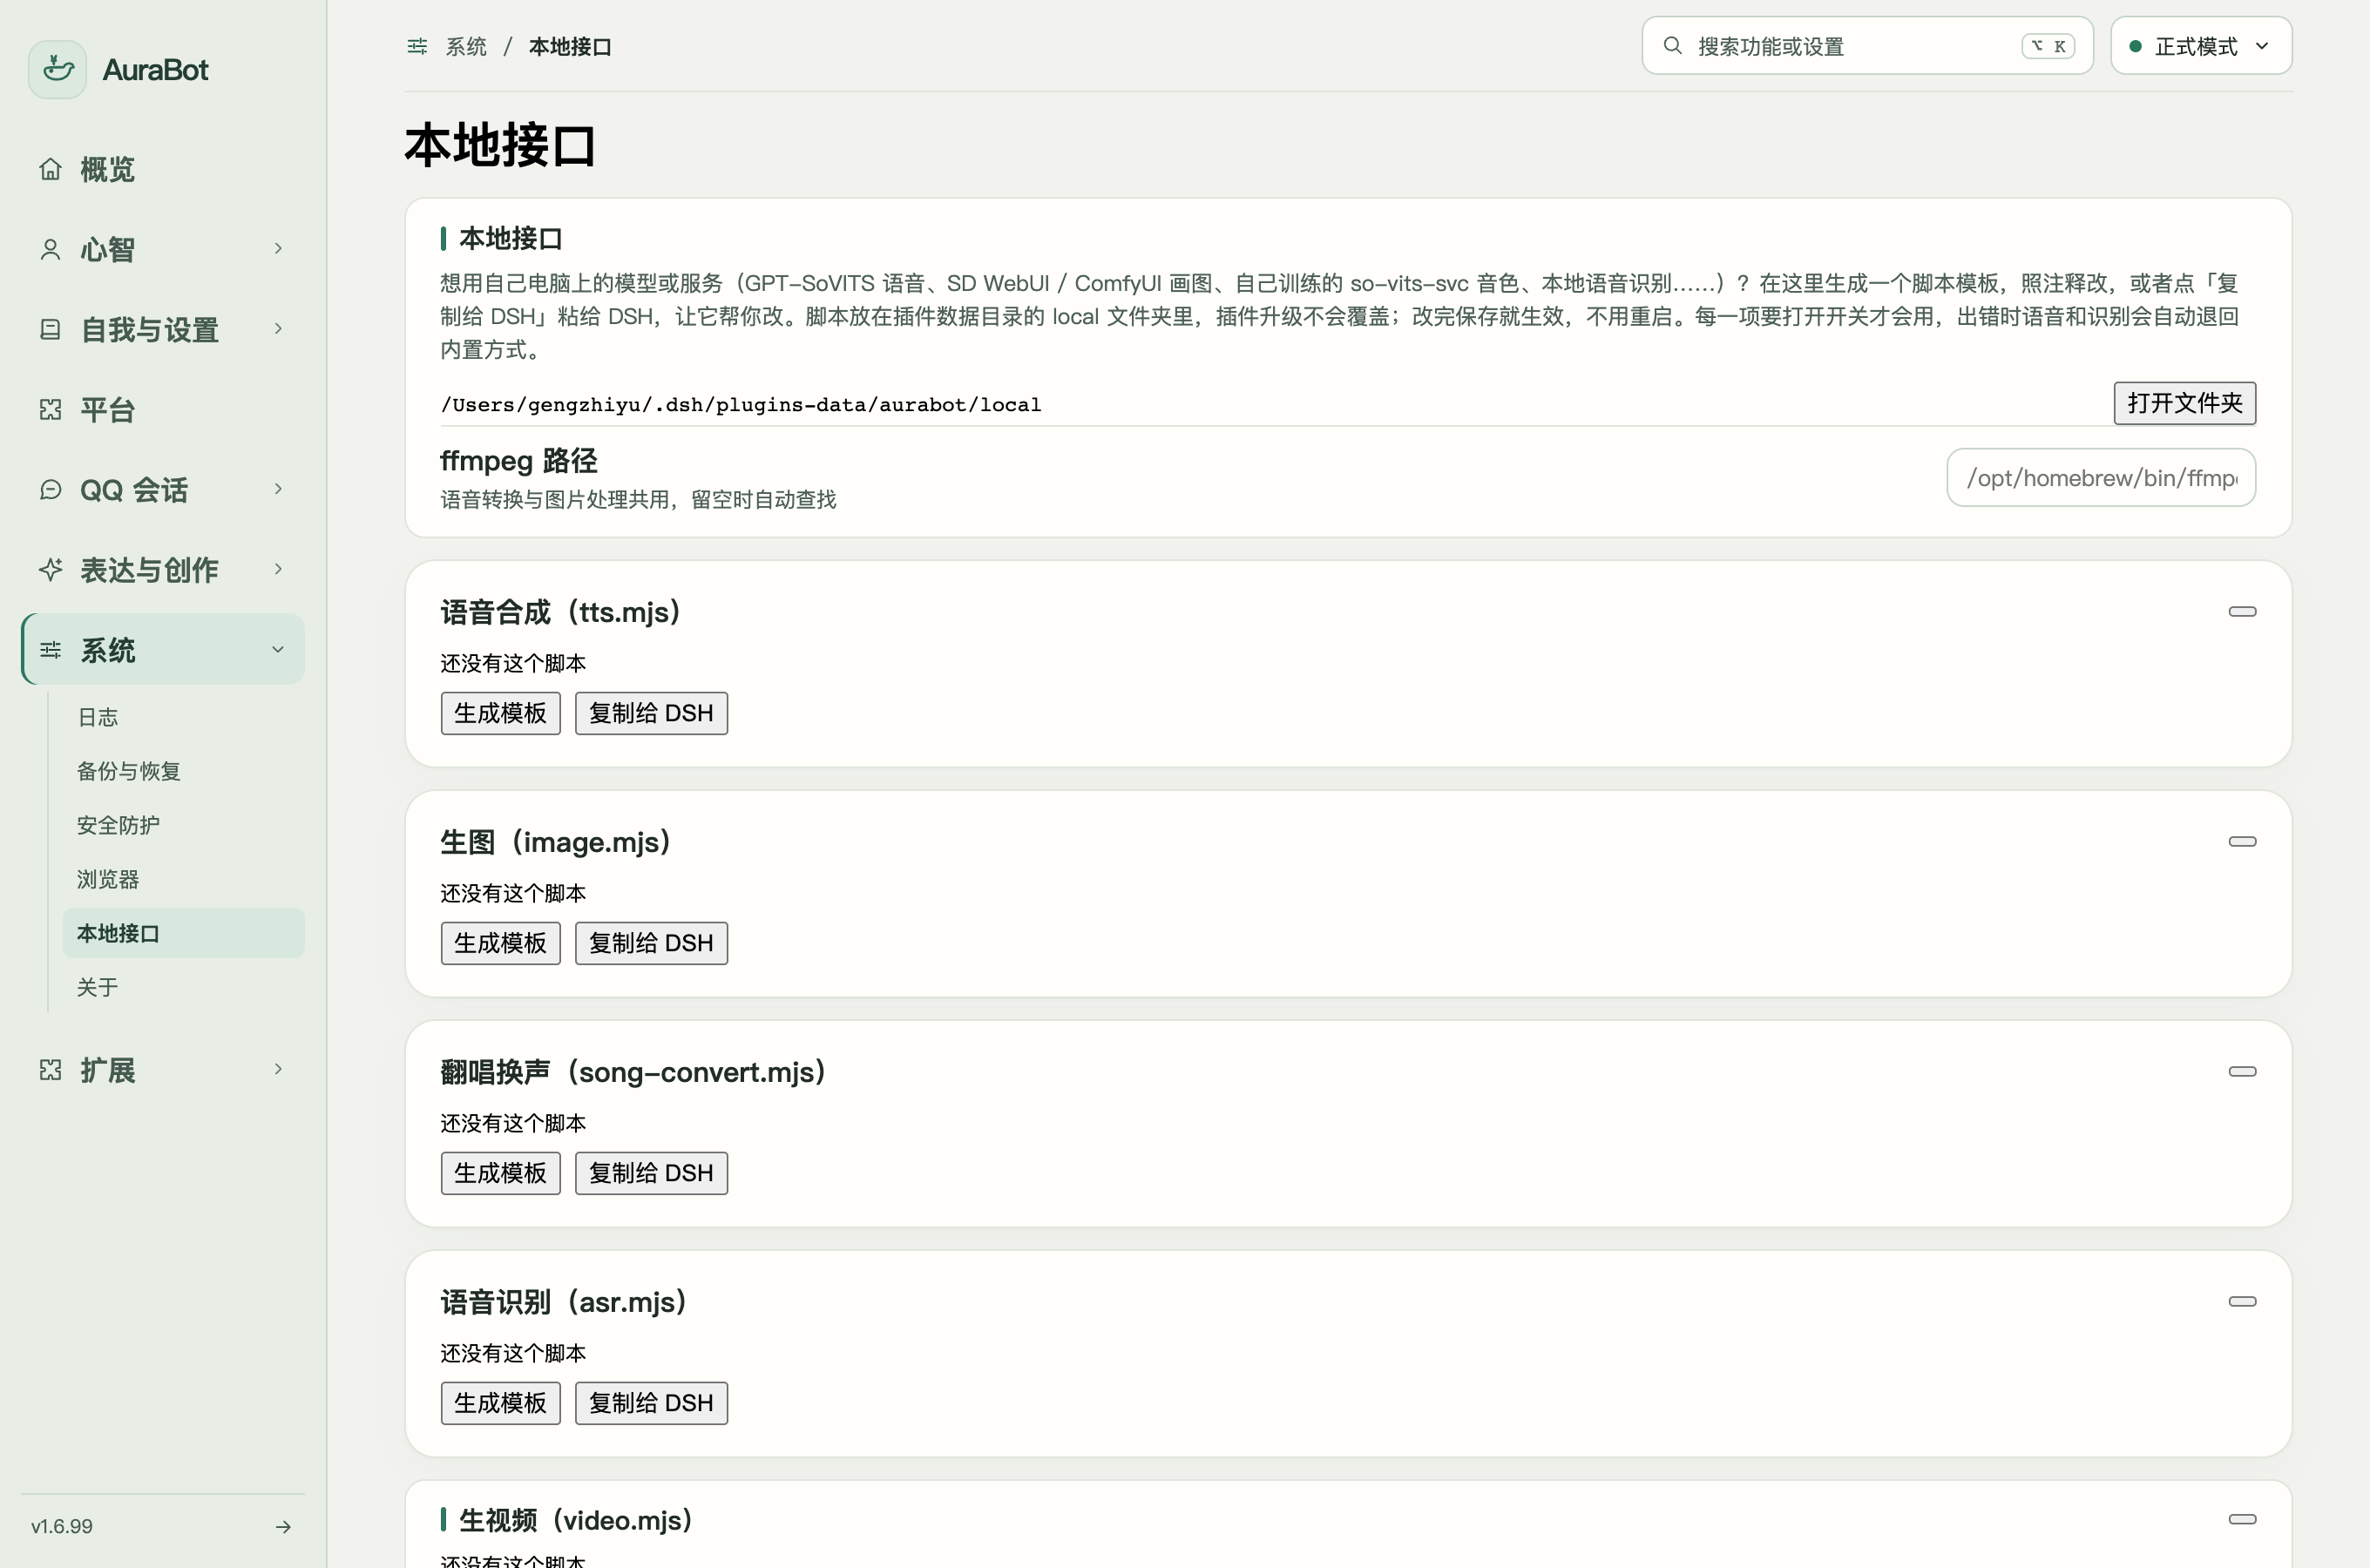 AuraBot
概览
心智
自我与设置
平台
QQ 会话
表达与创作
系统
日志
备份与恢复
安全防护
浏览器
本地接口
关于
扩展
v1.6.99
系统 / 本地接口
搜索功能或设置
⌥ K
正式模式
本地接口
本地接口
想用自己电脑上的模型或服务（GPT-SoVITS 语音、SD WebUI / ComfyUI 画图、自己训练的 so-vits-svc 音色、本地语音识别……）？在这里生成一个脚本模板，照注释改，或者点「复
制给 DSH」粘给 DSH，让它帮你改。脚本放在插件数据目录的 local 文件夹里，插件升级不会覆盖；改完保存就生效，不用重启。每一项要打开开关才会用，出错时语音和识别会自动退回
内置方式。
/Users/gengzhiyu/.dsh/plugins-data/aurabot/local
打开文件夹
ffmpeg 路径
语音转换与图片处理共用，留空时自动查找
/opt/homebrew/bin/ffmp
语音合成（tts.mjs）
还没有这个脚本
生成模板
复制给 DSH
生图（image.mjs）
还没有这个脚本
生成模板
复制给 DSH
翻唱换声（song-convert.mjs）
还没有这个脚本
生成模板
复制给 DSH
语音识别（asr.mjs）
还没有这个脚本
生成模板
复制给 DSH
生视频（video.mjs）
还没有这个脚本